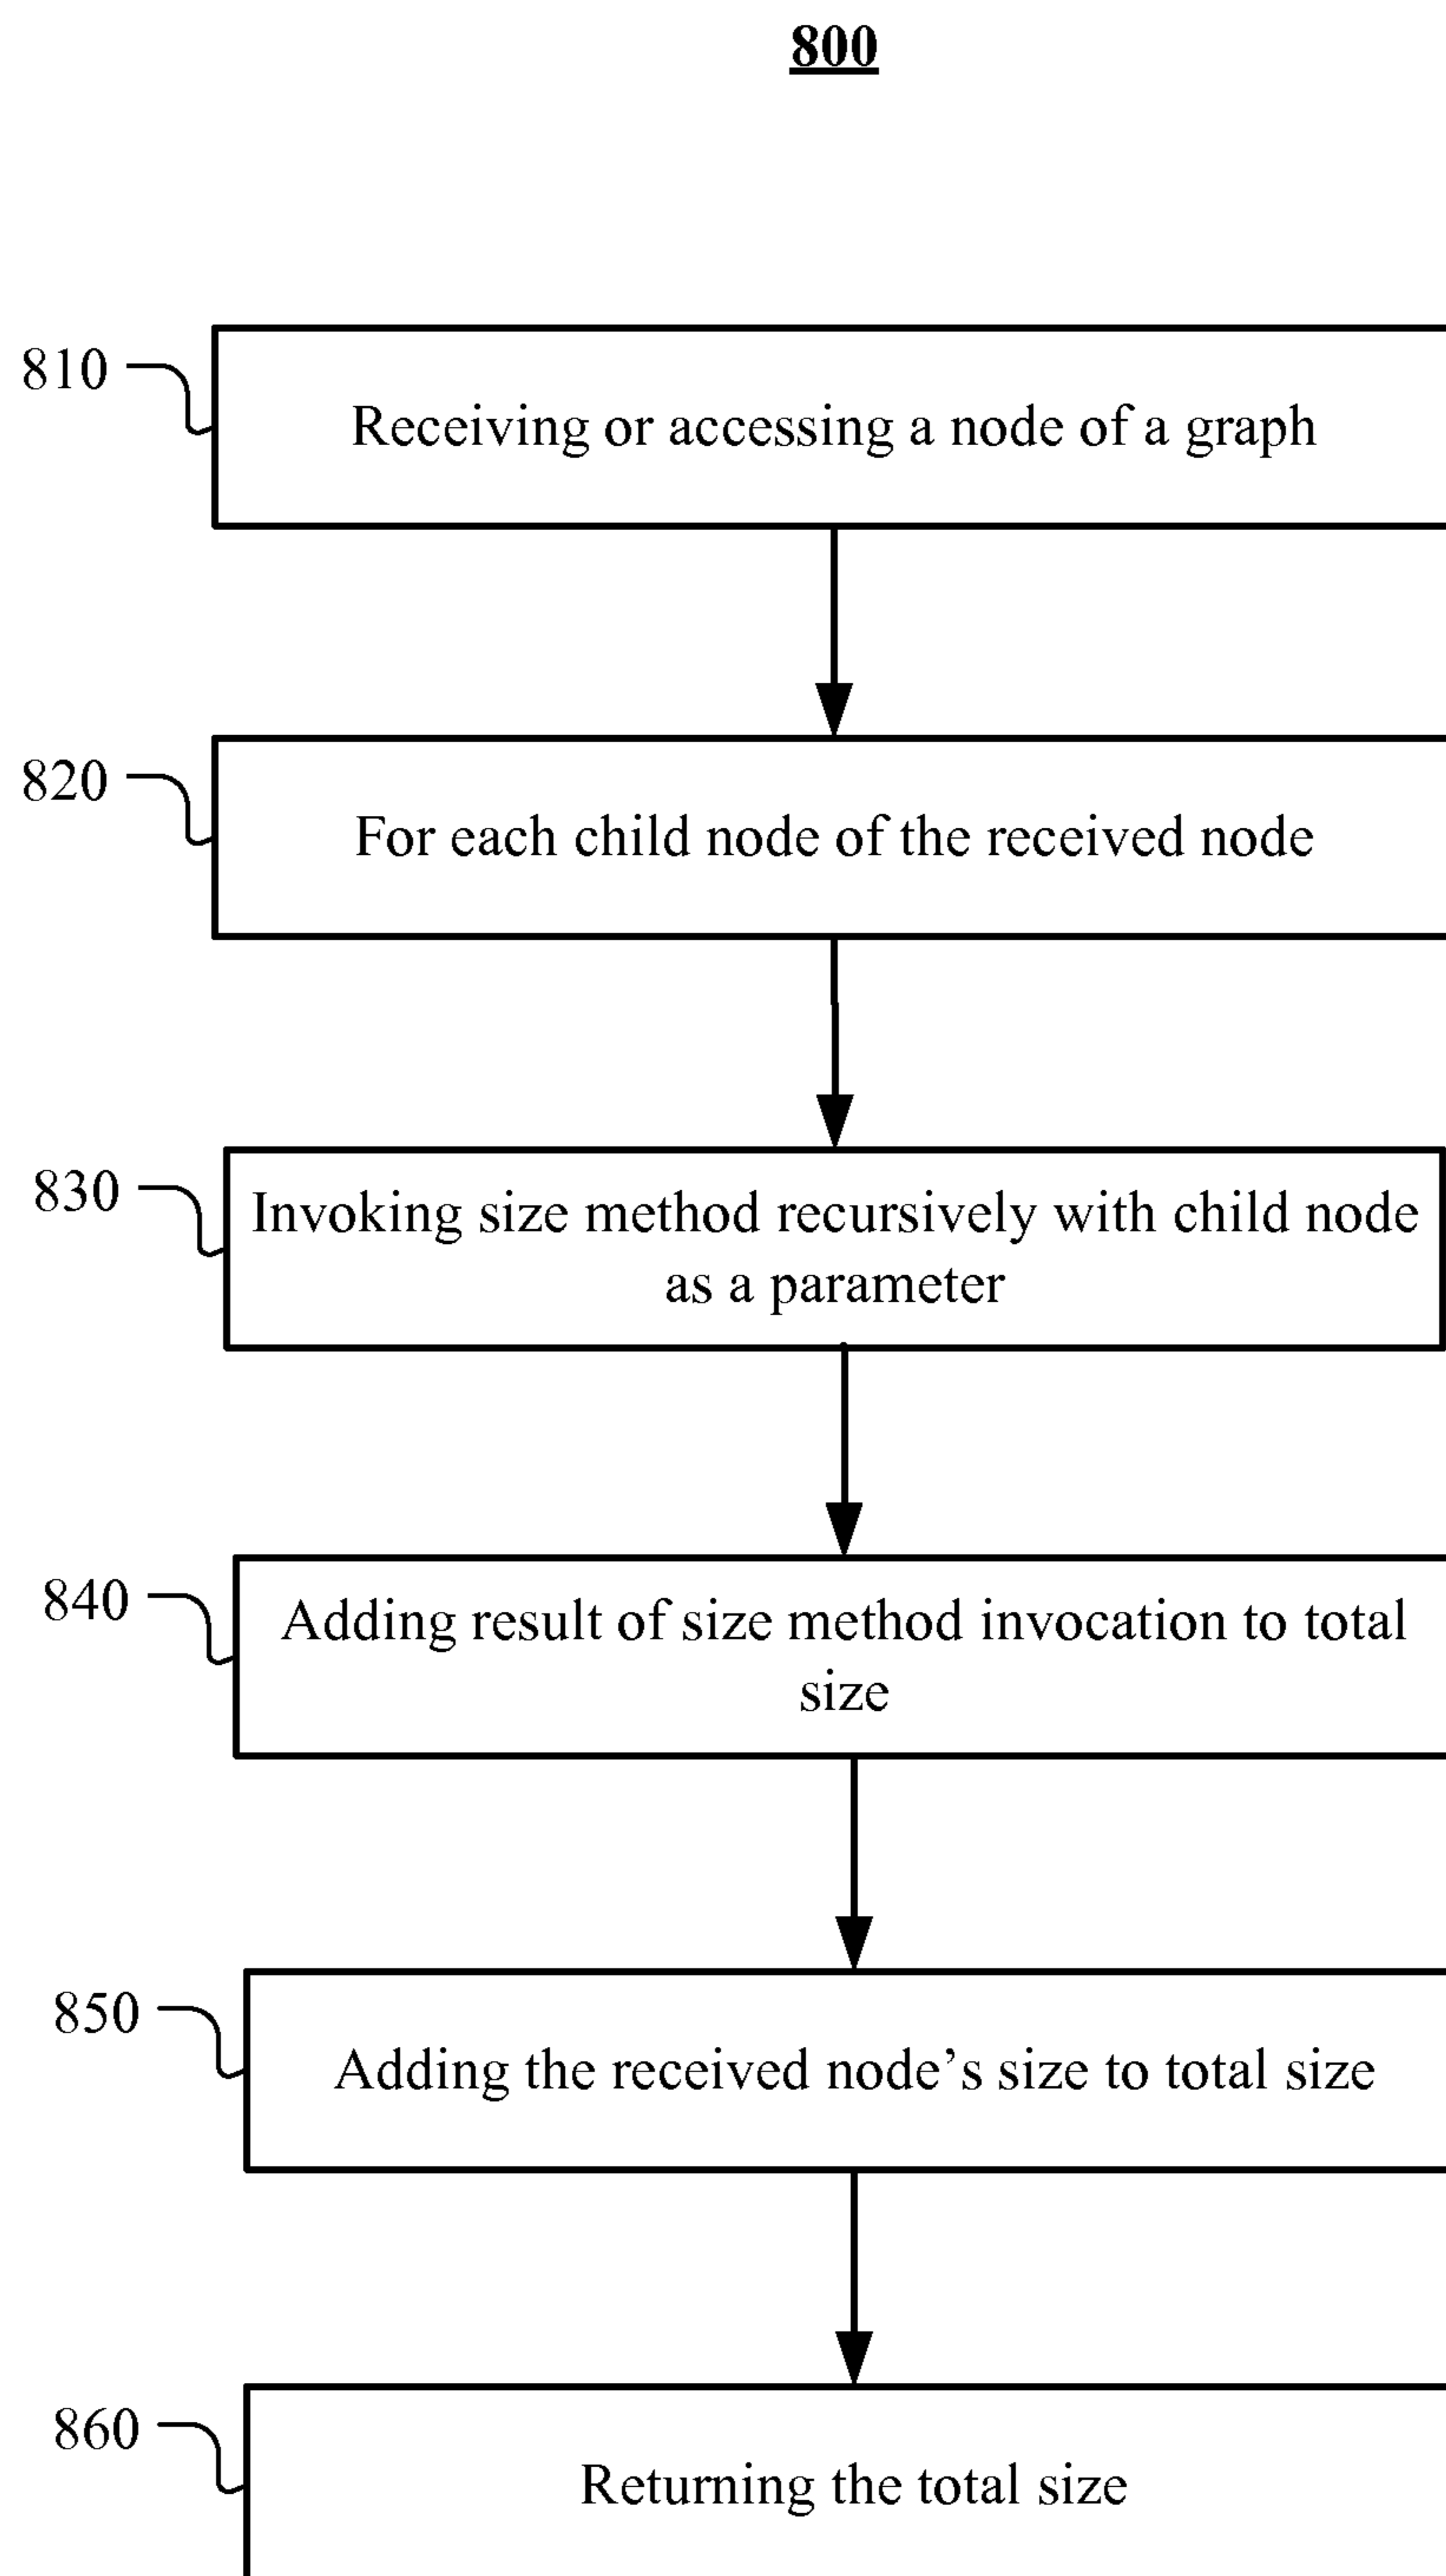 800
810
Receiving or accessing a node of a graph
820
For each child node of the received node
830
Invoking size method recursively with child node
as a parameter
840
Adding result of size method invocation to total
size
850
Adding the received node’s size to total size
860
Returning the total size